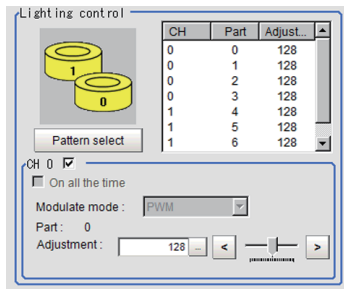 Lighting control
CH Part Adjust...
0 0 128
0 1 128
0 2 128
0 3 128
1 4 128
1 5 128
1 6 128
1
0
Pattern select
CH 0
On all the time
Modulate mode : PWM
Part : 0
Adjustment : 128 ... < >